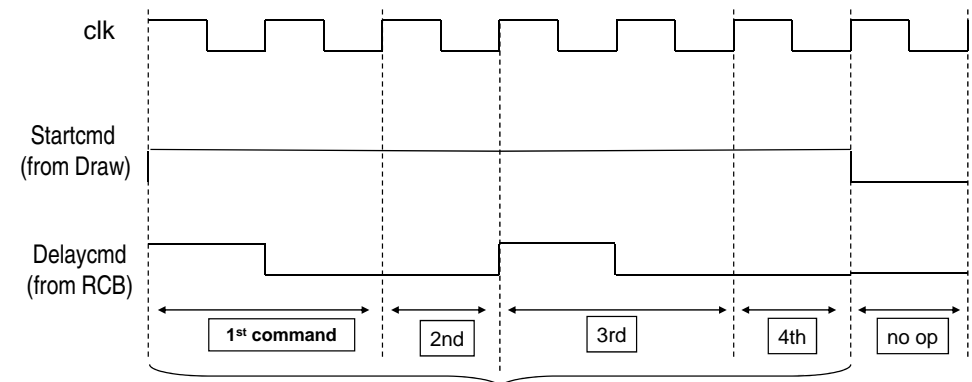 clk
Startcmd
(from Draw)
Delaycmd
(from RCB)
1st command
2nd
3rd
4th
no op